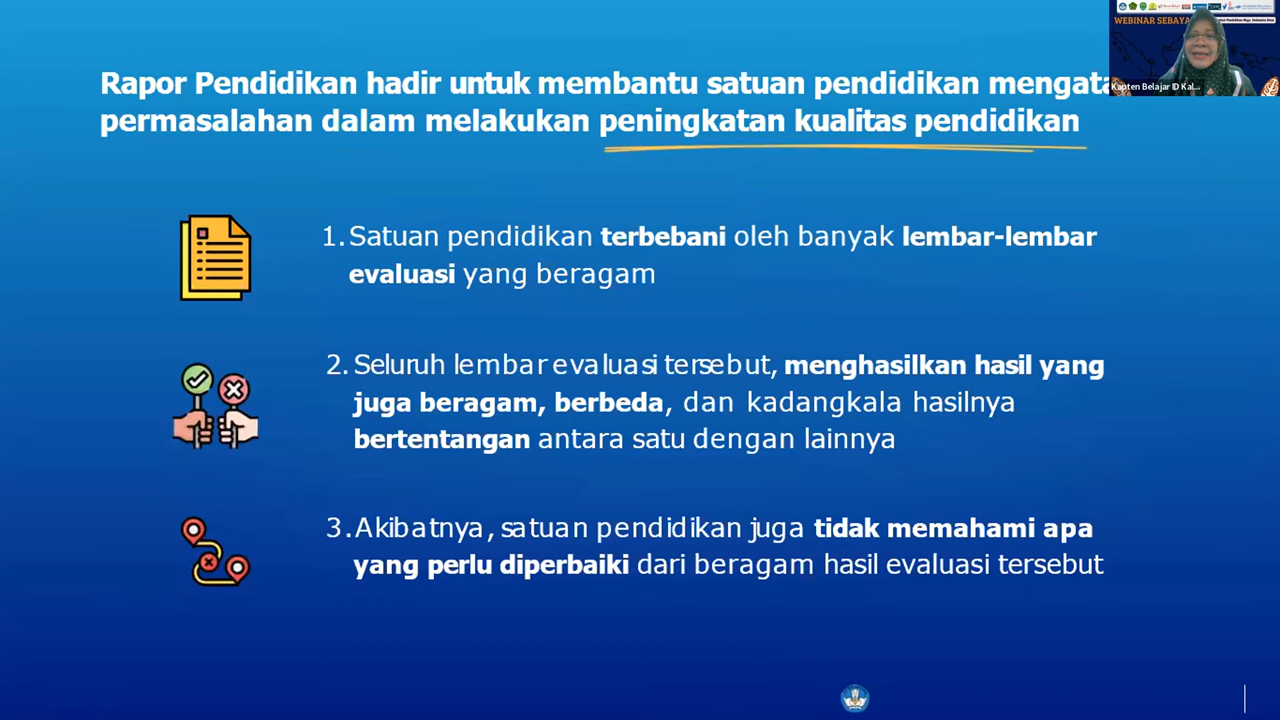 WEBINAR SEBAYA
Kapten Belajar ID Kal...
Rapor Pendidikan hadir untuk membantu satuan pendidikan
permasalahan dalam melakukan peningkatan kualitas pendidikan
1. Satuan pendidikan terbebani oleh banyak lembar-lembar
evaluasi yang beragam
2. Seluruh lembar evaluasi tersebut, menghasilkan hasil yang
juga beragam, berbeda, dan kadangkala hasilnya
bertentangan antara satu dengan lainnya
3. Akibatnya, satuan pendidikan juga tidak memahami apa
yang perlu diperbaiki dari beragam hasil evaluasi tersebut